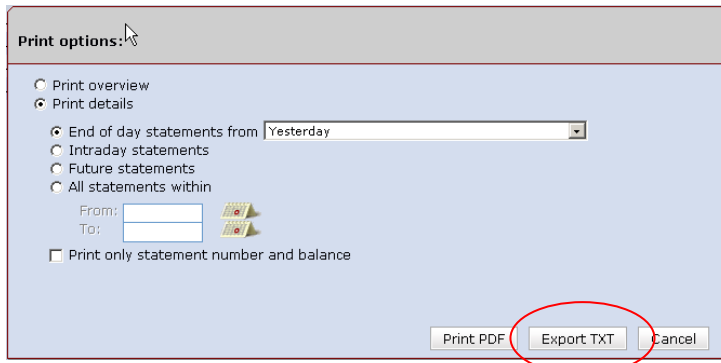 Print options:
Print overview
Print details
End of day statements from Yesterday
Intraday statements
Future statements
All statements within
From:
To:
Print only statement number and balance
Print PDF Export TXT Cancel